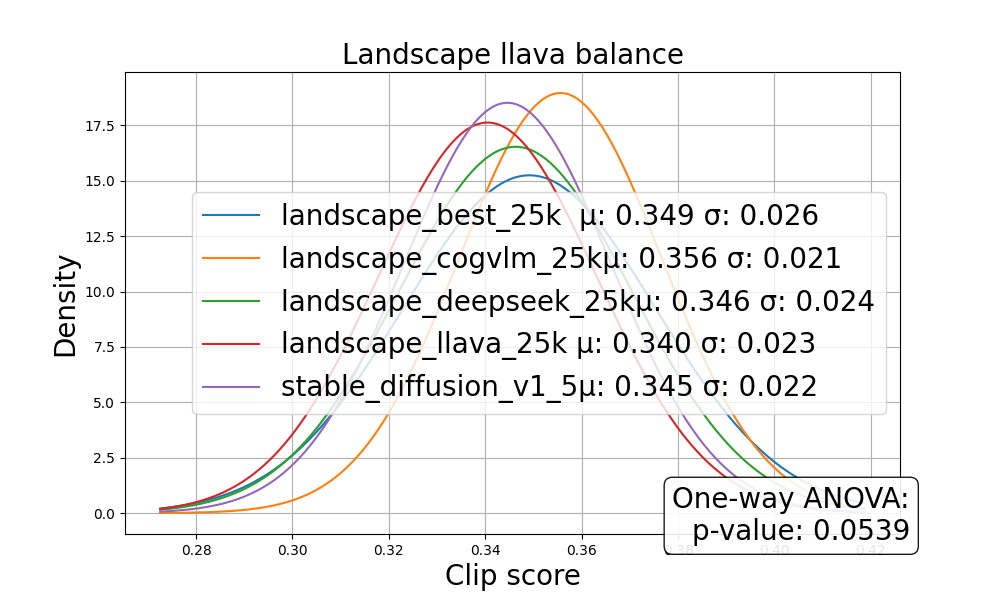 Landscape llava balance
Density
17.5
15.0
12.5
10.0
7.5
5.0
2.5
0.0
landscape_best_25k  μ: 0.349 σ: 0.026
landscape_cogvlm_25kμ: 0.356 σ: 0.021
landscape_deepseek_25kμ: 0.346 σ: 0.024
landscape_llava_25k μ: 0.340 σ: 0.023
stable_diffusion_v1_5μ: 0.345 σ: 0.022
One-way ANOVA:
p-value: 0.0539
0.28 0.30 0.32 0.34 0.36 0.38 0.40 0.42
Clip score